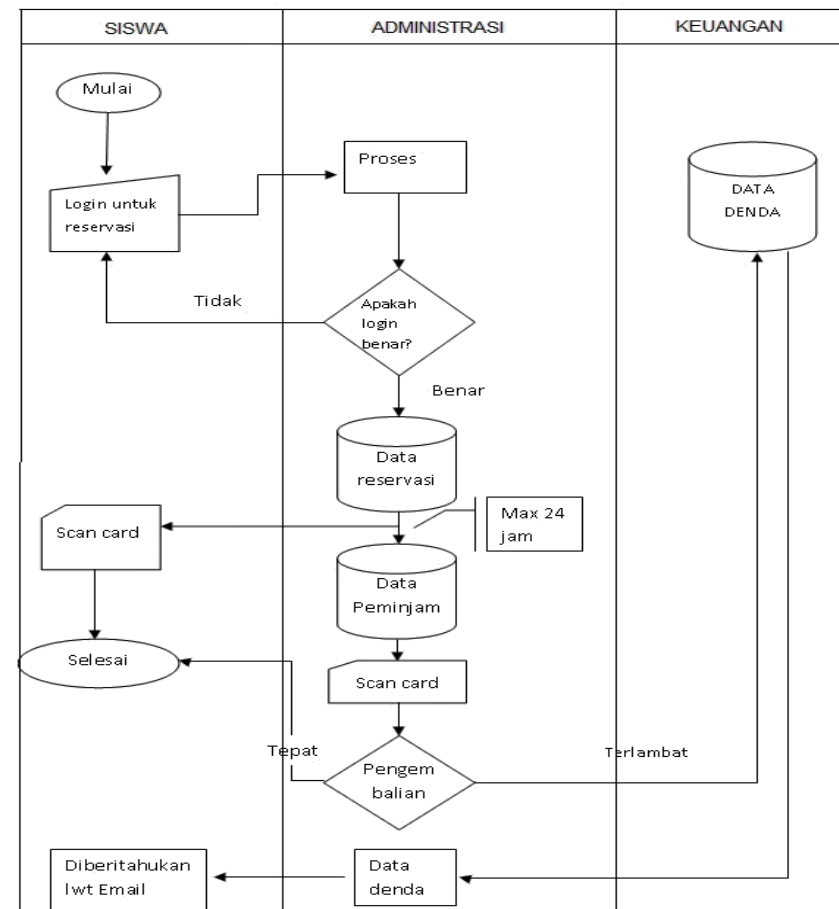 SISWA
ADMINISTRASI
KEUANGAN
Mulai
Proses
DATA
DENDA
Login untuk
reservasi
Tidak
Apakah
login
benar?
Benar
Data
reservasi
Scan card
Max 24
jam
Data
Peminjam
Selesai
Scan card
Tepat
Pengem
balian
Terlambat
Diberitahukan
lwt Email
Data
denda